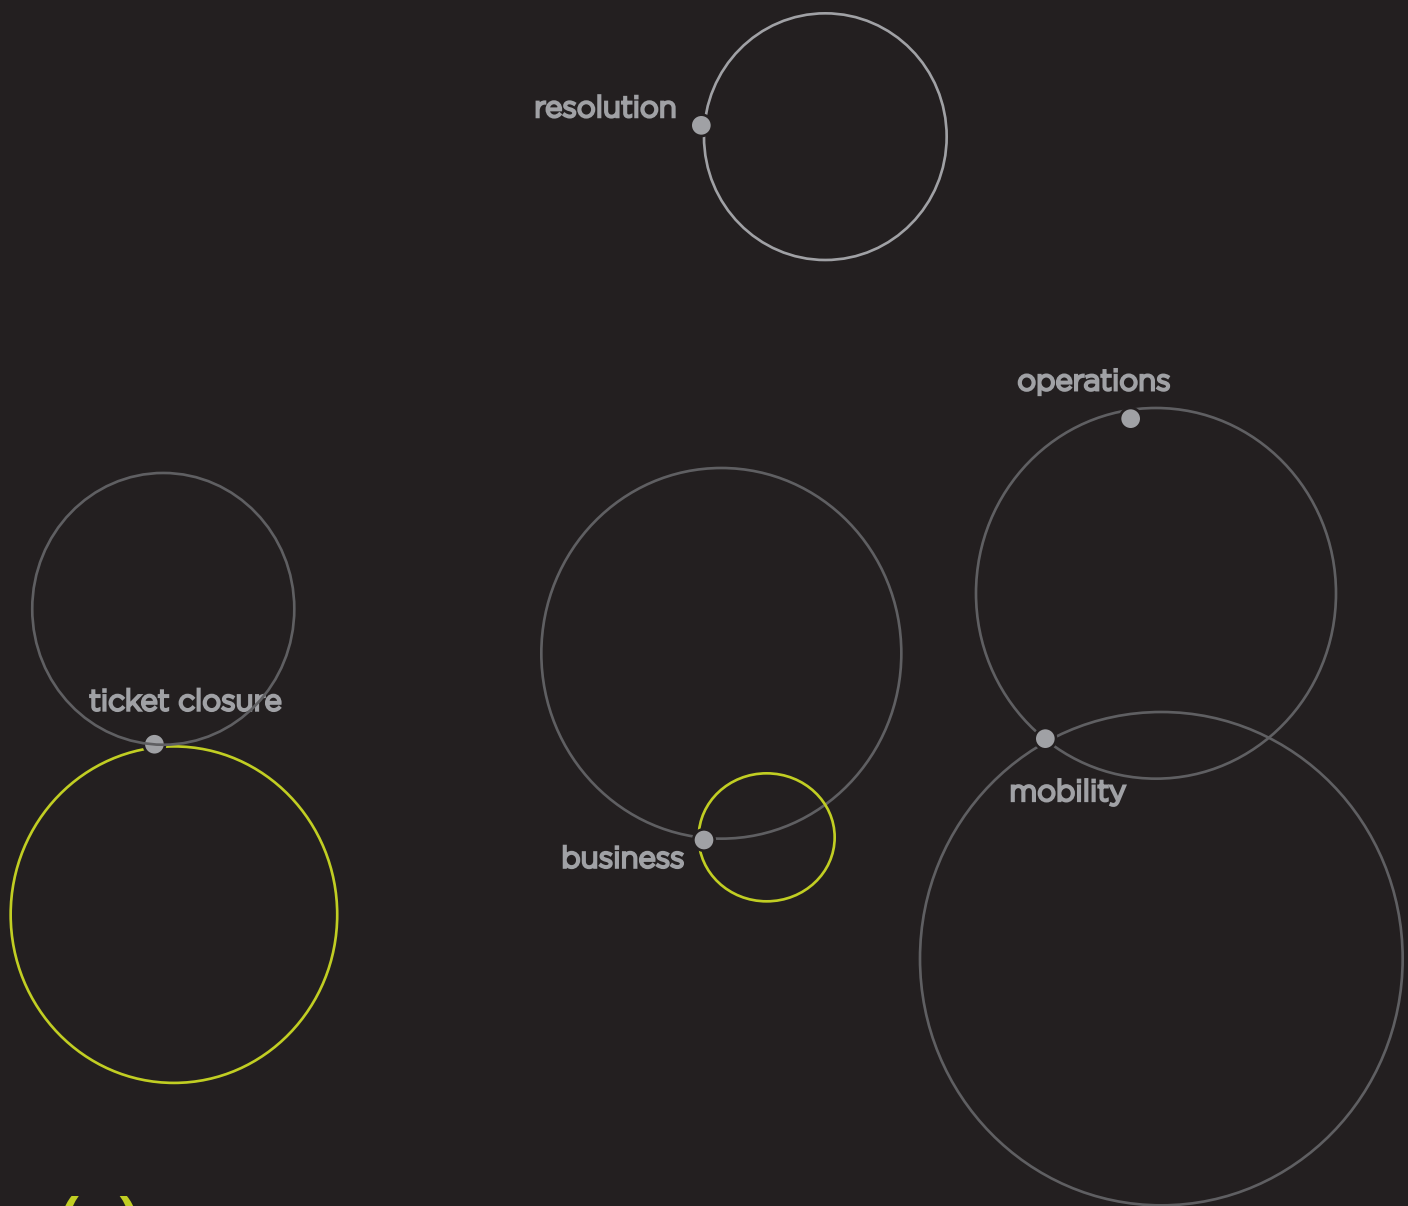 resolution
operations
ticket closure
mobility
business